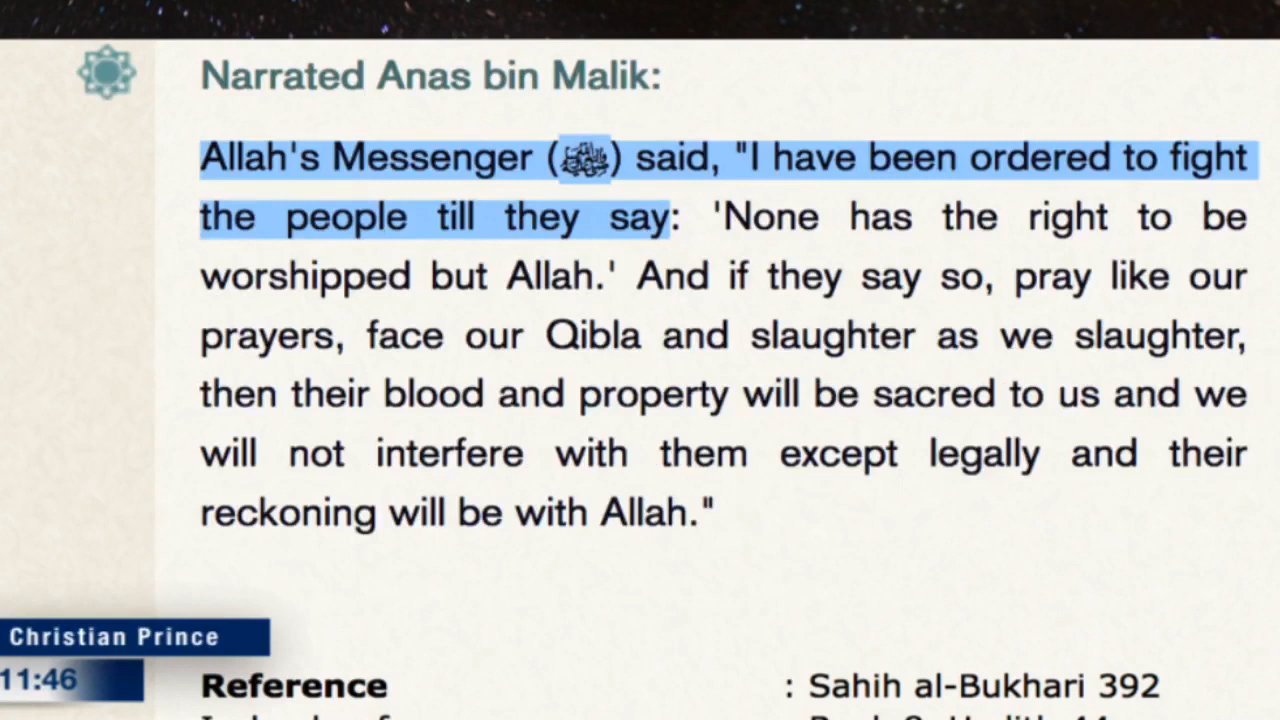 Narrated Anas bin Malik:
Allah's Messenger (ﷺ) said, "I have been ordered to fight
the people till they say: 'None has the right to be
worshipped but Allah.' And if they say so, pray like our
prayers, face our Qibla and slaughter as we slaughter,
then their blood and property will be sacred to us and we
will not interfere with them except legally and their
reckoning will be with Allah."
Christian Prince
11:46
Reference : Sahih al-Bukhari 392